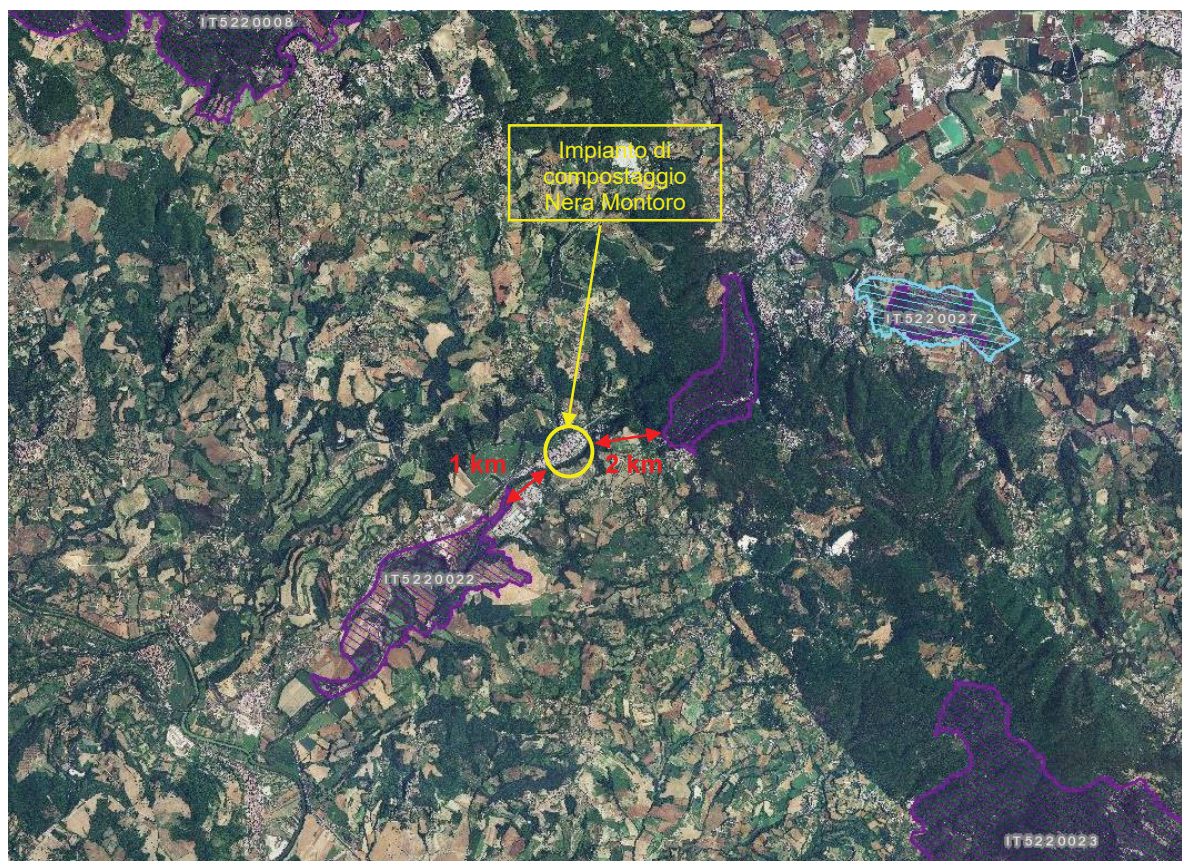 IT5220008
Impianto di
compostaggio
Nera Montoro
IT5220027
1 km
2 km
IT5220022
IT5220023